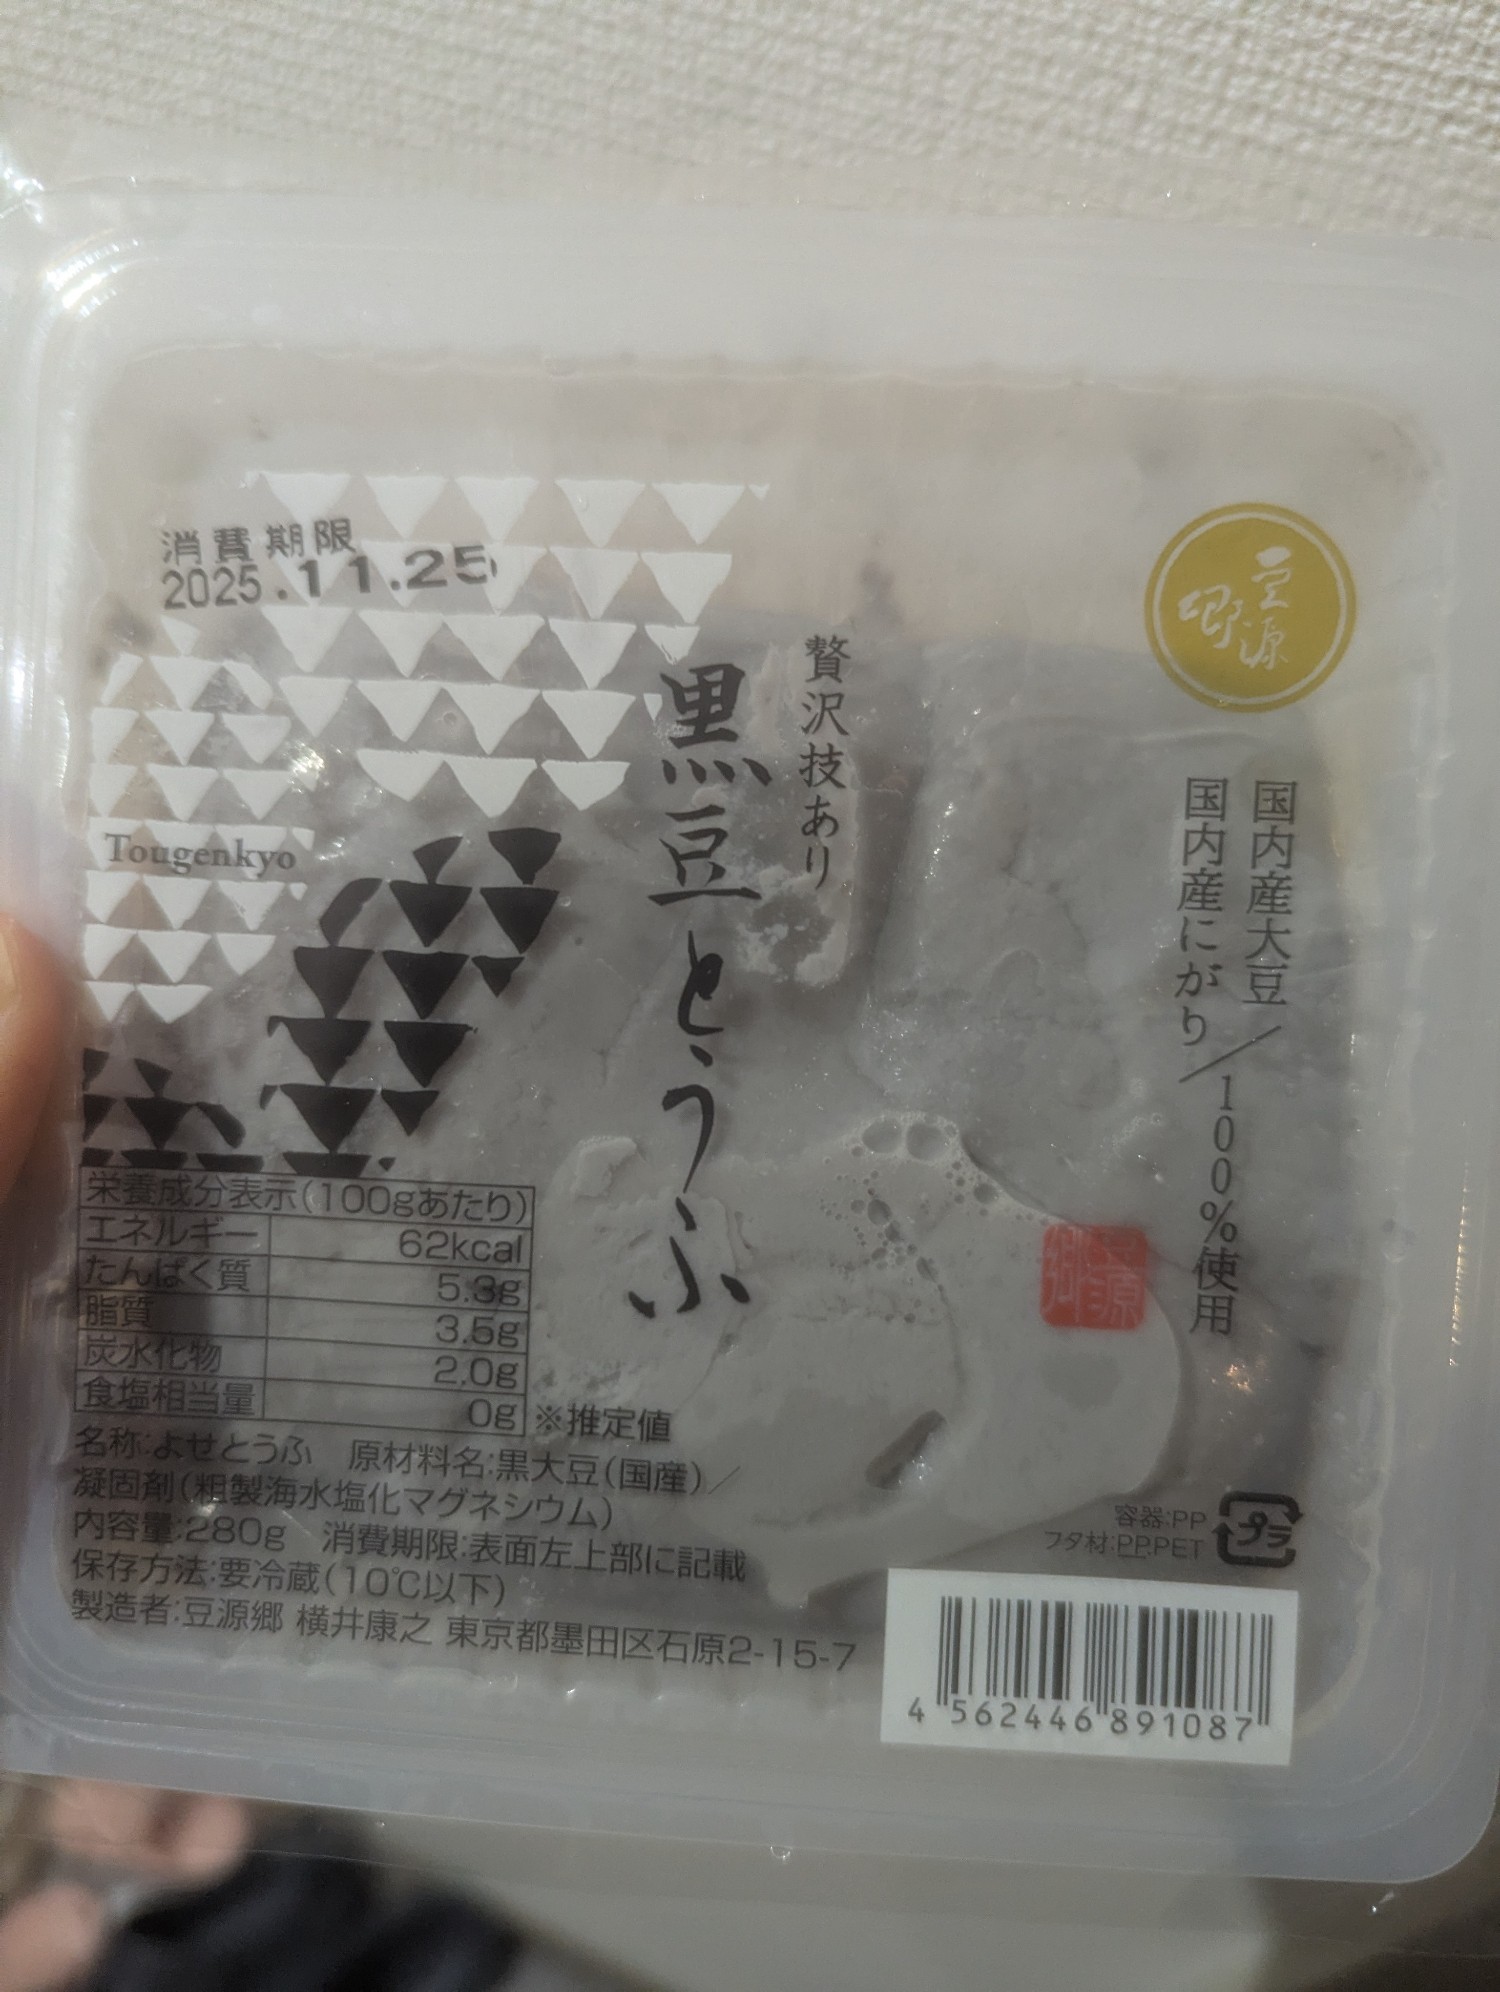 消費期限
2025.11.25
豆源郷
贅沢技あり
黒豆とうふ
国内産大豆／
国内産にがり／100%使用
Tougenkyo
豆源郷
栄養成分表示(100gあたり)
エネルギー 62kcal
たんぱく質 5.3g
脂質 3.5g
炭水化物 2.0g
食塩相当量 0g ※推定値
名称:よせとうふ 原材料名:黒大豆(国産)／
凝固剤(粗製海水塩化マグネシウム)
内容量:280g 消費期限:表面左上部に記載
保存方法:要冷蔵(10℃以下)
製造者:豆源郷 横井康之 東京都墨田区石原2-15-7
容器:PP
フタ材:PP.PET
プラ
4 562446 891087